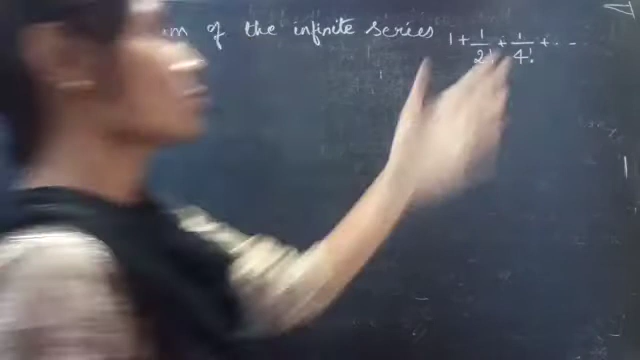 of the infinite series 1 + 1/2! + 1/4! + ...